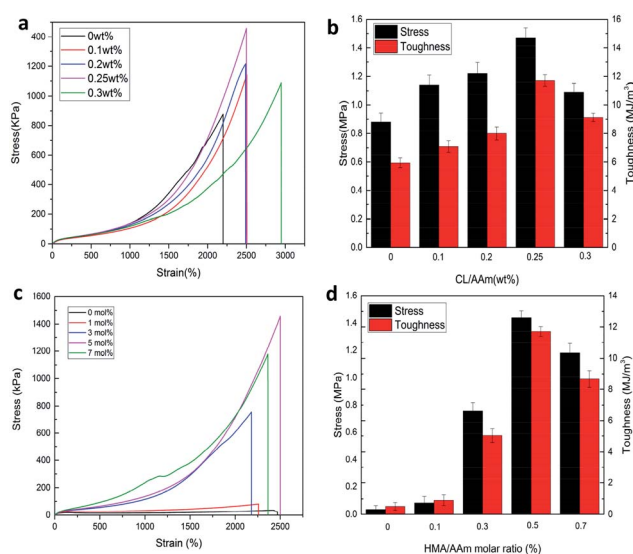 a
0wt%
0.1wt%
0.2wt%
0.25wt%
0.3wt%
Stress(KPa)
400
1200
1000
800
600
400
200
0
0 500 1000 1500 2000 2500 3000
Strain(%)
b
Stress
Toughness
Stress(MPa)
1.6
1.4
1.2
1.0
0.8
0.6
0.4
0.2
0.0
0 0.1 0.2 0.25 0.3
CL/AAm(wt%)
16
14
12
10
8
6
4
2
0
Toughness(MJ/m³)
c
0 mol%
1 mol%
3 mol%
5 mol%
7 mol%
Stress (kPa)
1600
1400
1200
1000
800
600
400
200
0
0 500 1000 1500 2000 2500
Strain (%)
d
Stress
Toughness
Stress (MPa)
1.6
1.4
1.2
1.0
0.8
0.6
0.4
0.2
0.0
0 0.1 0.3 0.5 0.7
HMA/AAm molar ratio (%)
14
12
10
8
6
4
2
0
Toughness (MJ/m³)